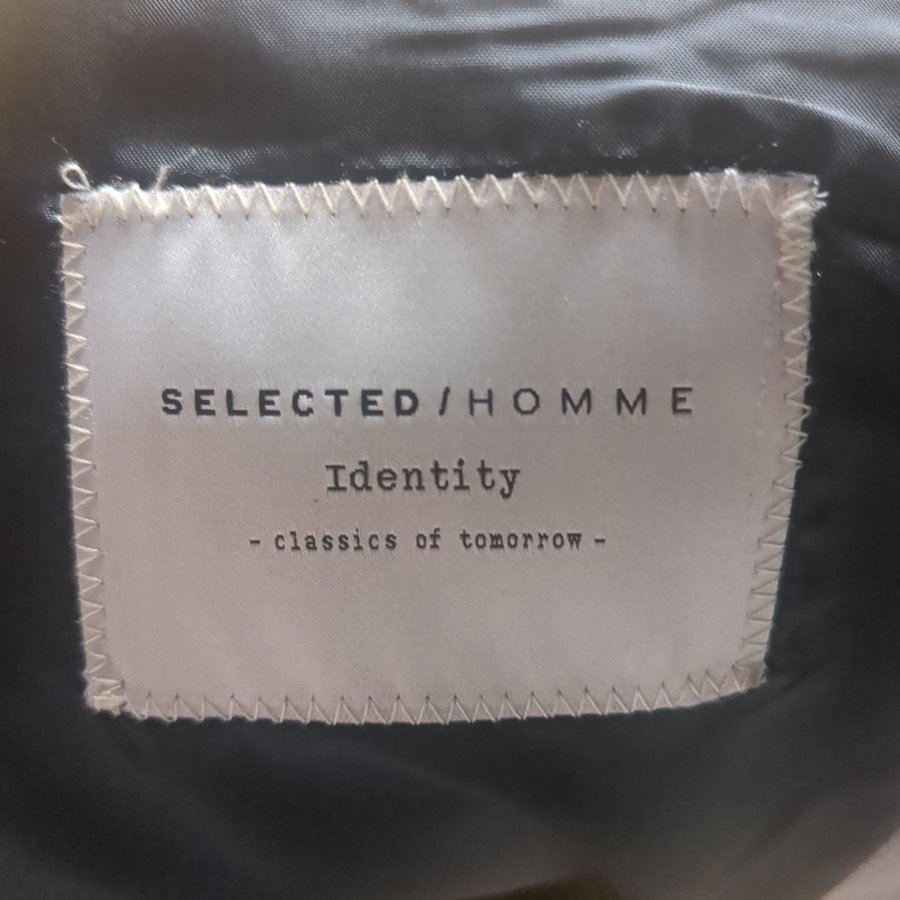 SELECTED/HOMME
Identity
- classics of tomorrow -